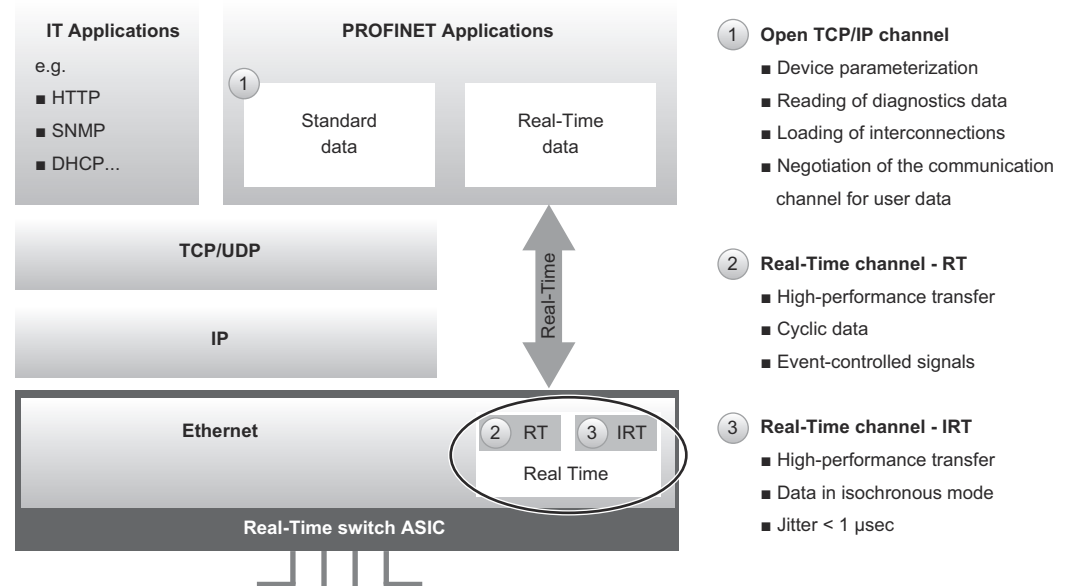 IT Applications
e.g.
■ HTTP
■ SNMP
■ DHCP...
PROFINET Applications
1
Standard
data
Real-Time
data
TCP/UDP
IP
Real-Time
Ethernet
2 RT
3 IRT
Real Time
Real-Time switch ASIC
1 Open TCP/IP channel
■ Device parameterization
■ Reading of diagnostics data
■ Loading of interconnections
■ Negotiation of the communication
channel for user data
2 Real-Time channel - RT
■ High-performance transfer
■ Cyclic data
■ Event-controlled signals
3 Real-Time channel - IRT
■ High-performance transfer
■ Data in isochronous mode
■ Jitter < 1 µsec